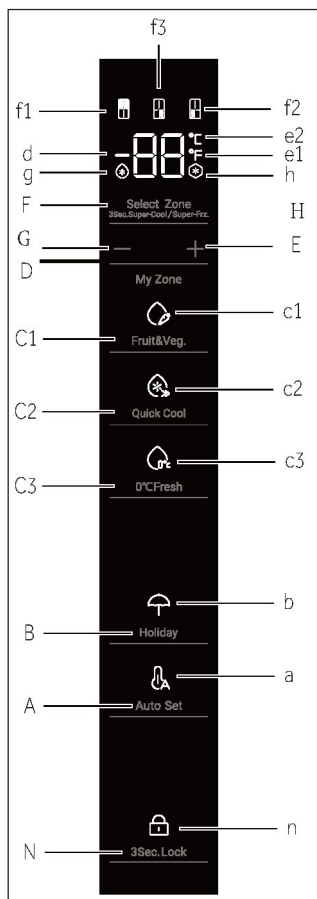 f3
f1
f2
-88
°C
e2
d
°F
e1
g
h
F
Select Zone
H
3Sec.Super-Cool/Super-Frz.
G
−
+
E
D
My Zone
c1
C1
Fruit&Veg.
c2
C2
Quick Cool
0°c
c3
C3
0℃Fresh
b
B
Holiday
A
a
A
Auto Set
n
N
3Sec.Lock